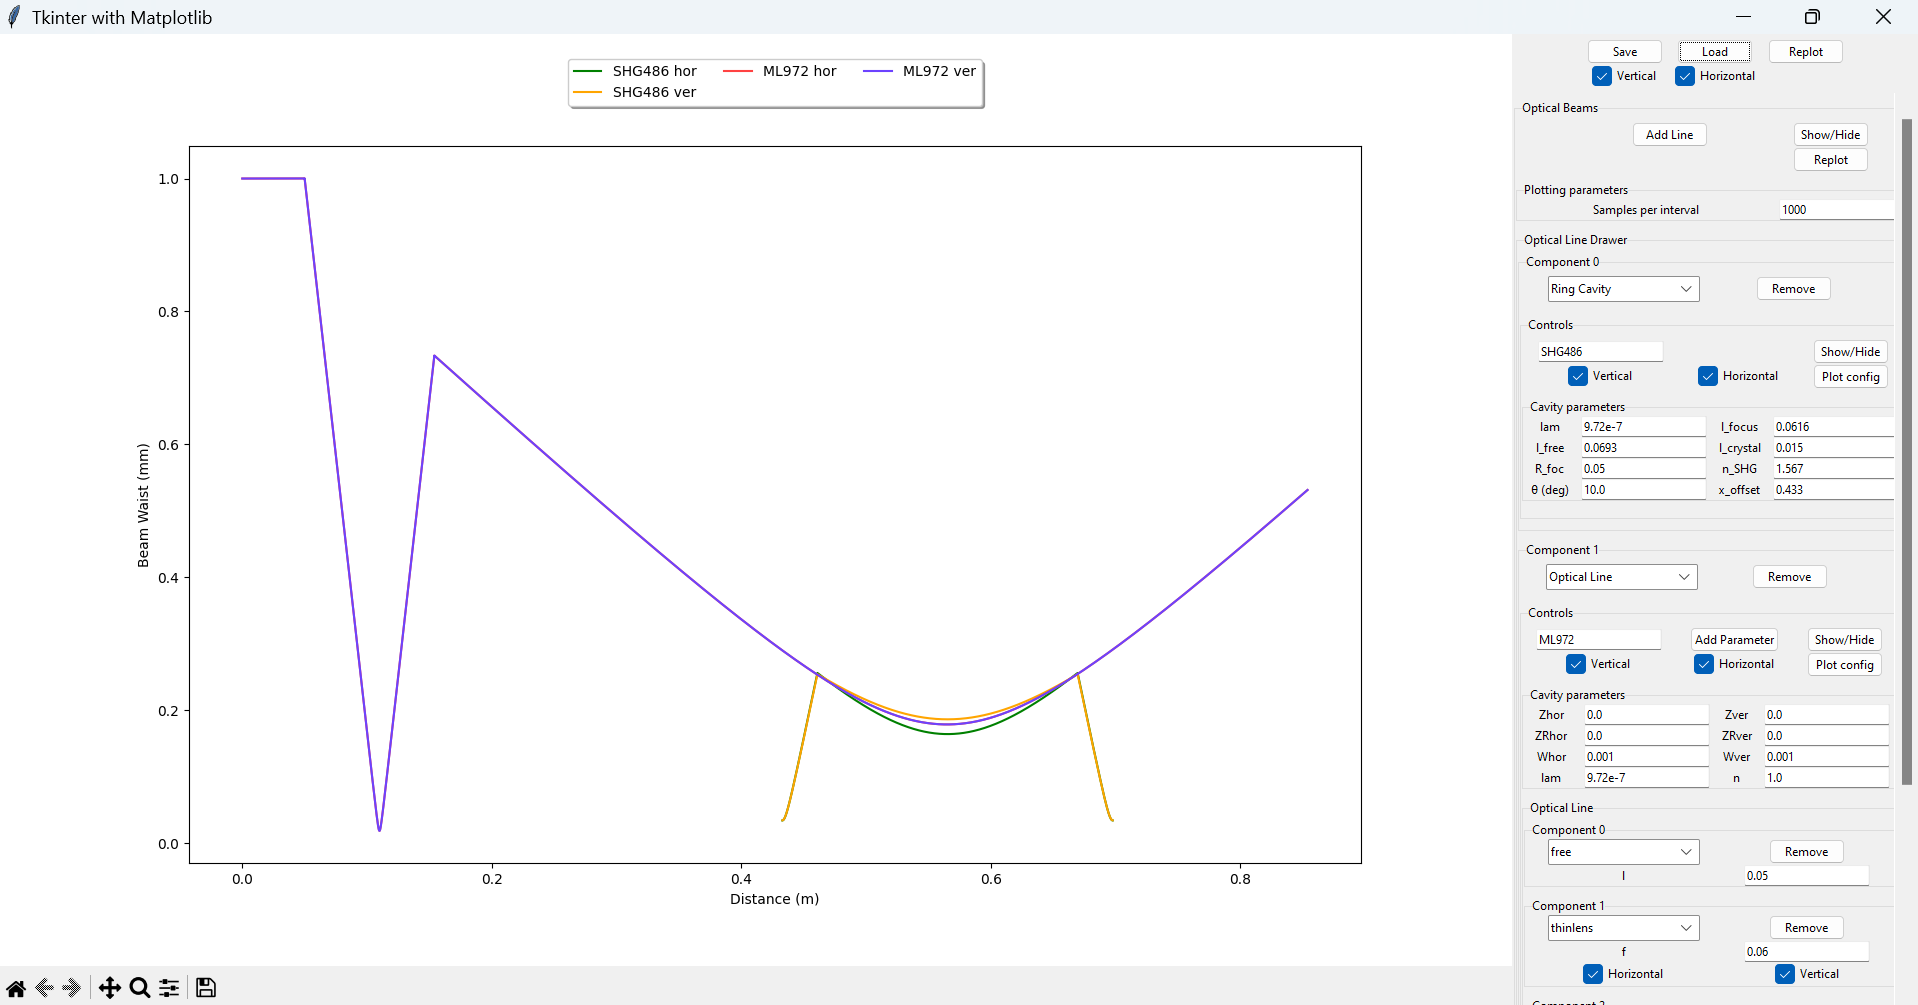 Tkinter with Matplotlib
SHG486 hor ML972 hor ML972 ver
SHG486 ver
1.0
0.8
0.6
0.4
0.2
0.0
Beam Waist (mm)
0.0 0.2 0.4 0.6 0.8
Distance (m)
Save Load Replot
Vertical Horizontal
Optical Beams
Add Line Show/Hide
Replot
Plotting parameters
Samples per interval 1000
Optical Line Drawer
Component 0
Ring Cavity Remove
Controls
SHG486 Show/Hide
Vertical Horizontal Plot config
Cavity parameters
lam 9.72e-7 l_focus 0.0616
l_free 0.0693 l_crystal 0.015
R_foc 0.05 n_SHG 1.567
θ (deg) 10.0 x_offset 0.433
Component 1
Optical Line Remove
Controls
ML972 Add Parameter Show/Hide
Vertical Horizontal Plot config
Cavity parameters
Zhor 0.0 Zver 0.0
ZRhor 0.0 ZRver 0.0
Whor 0.001 Wver 0.001
lam 9.72e-7 n 1.0
Optical Line
Component 0
free Remove
l 0.05
Component 1
thinlens Remove
f 0.06
Horizontal Vertical